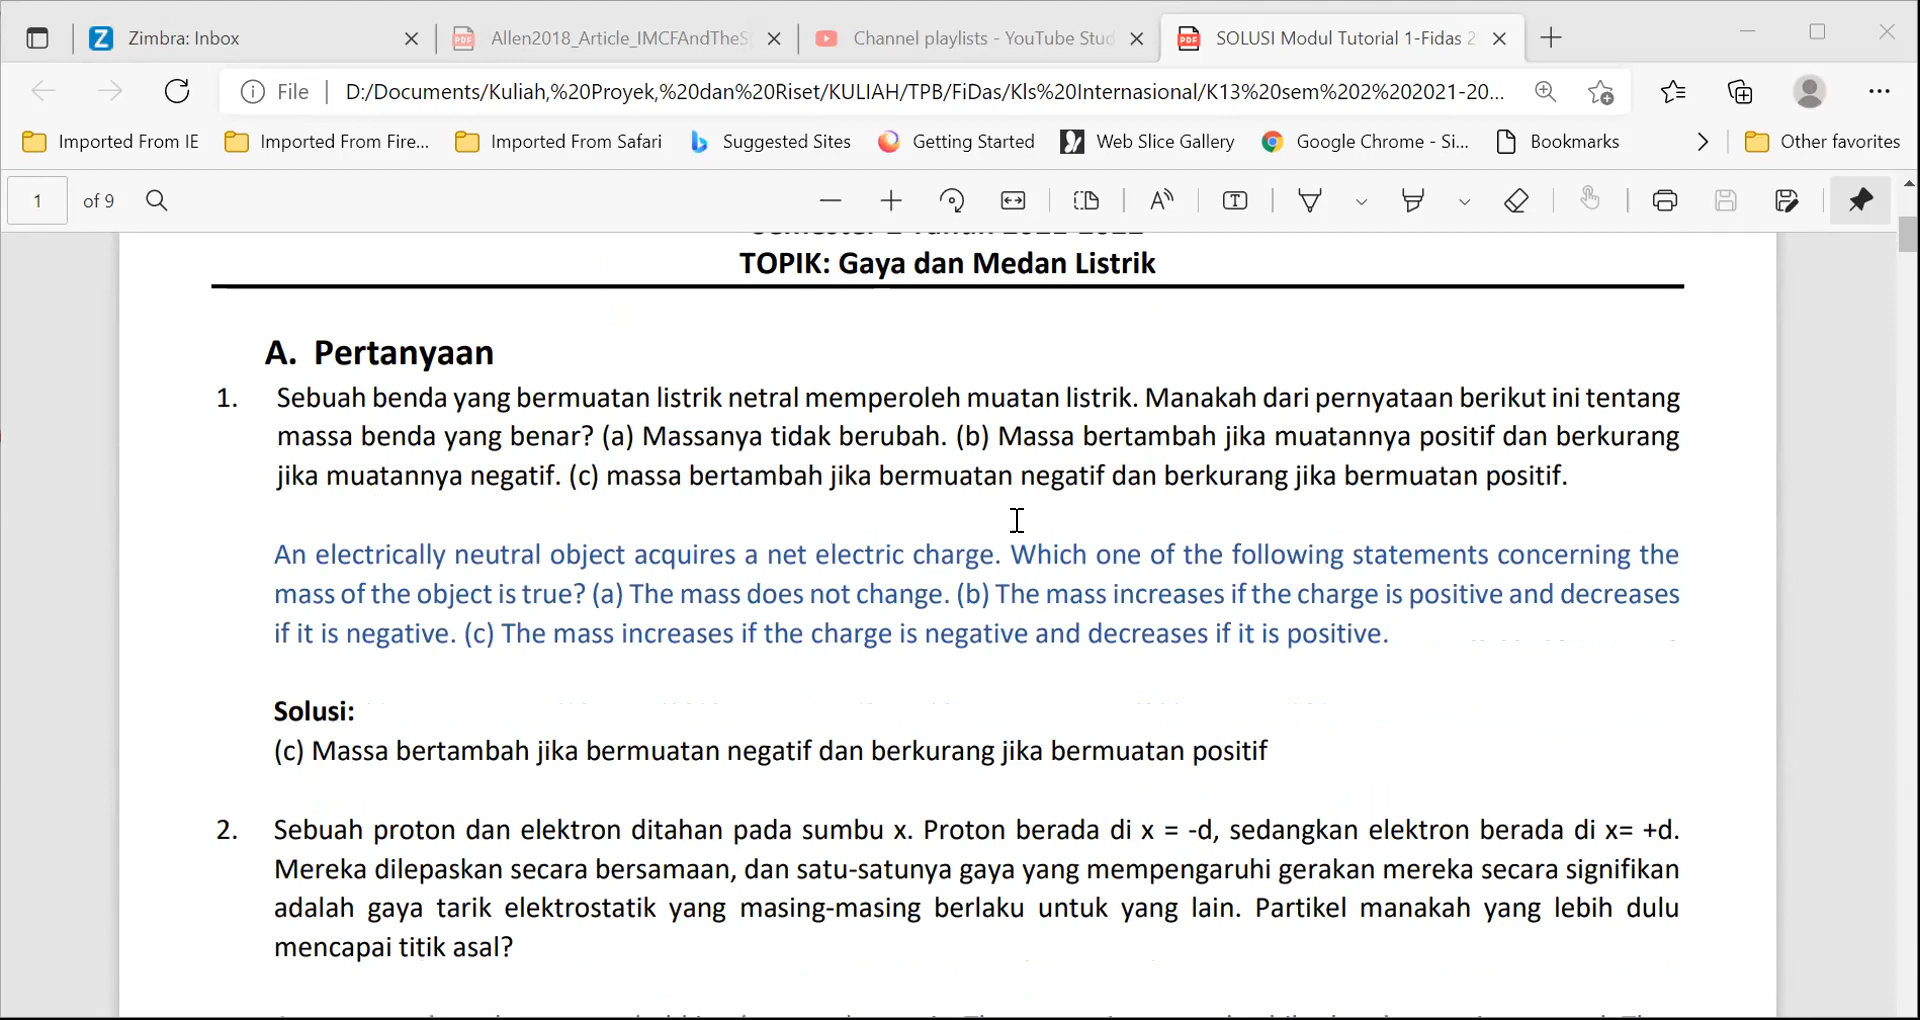 Zimbra: Inbox
Allen2018_Article_IMCFAndTheS
Channel playlists - YouTube Stud
SOLUSI Modul Tutorial 1-Fidas 2
File
D:/Documents/Kuliah,%20Proyek,%20dan%20Riset/KULIAH/TPB/FiDas/Kls%20Internasional/K13%20sem%202%202021-20...
Imported From IE
Imported From Fire...
Imported From Safari
Suggested Sites
Getting Started
Web Slice Gallery
Google Chrome - Si...
Bookmarks
Other favorites
1 of 9
TOPIK: Gaya dan Medan Listrik
A. Pertanyaan
1. Sebuah benda yang bermuatan listrik netral memperoleh muatan listrik. Manakah dari pernyataan berikut ini tentang
massa benda yang benar? (a) Massanya tidak berubah. (b) Massa bertambah jika muatannya positif dan berkurang
jika muatannya negatif. (c) massa bertambah jika bermuatan negatif dan berkurang jika bermuatan positif.
An electrically neutral object acquires a net electric charge. Which one of the following statements concerning the
mass of the object is true? (a) The mass does not change. (b) The mass increases if the charge is positive and decreases
if it is negative. (c) The mass increases if the charge is negative and decreases if it is positive.
Solusi:
(c) Massa bertambah jika bermuatan negatif dan berkurang jika bermuatan positif
2. Sebuah proton dan elektron ditahan pada sumbu x. Proton berada di x = -d, sedangkan elektron berada di x= +d.
Mereka dilepaskan secara bersamaan, dan satu-satunya gaya yang mempengaruhi gerakan mereka secara signifikan
adalah gaya tarik elektrostatik yang masing-masing berlaku untuk yang lain. Partikel manakah yang lebih dulu
mencapai titik asal?